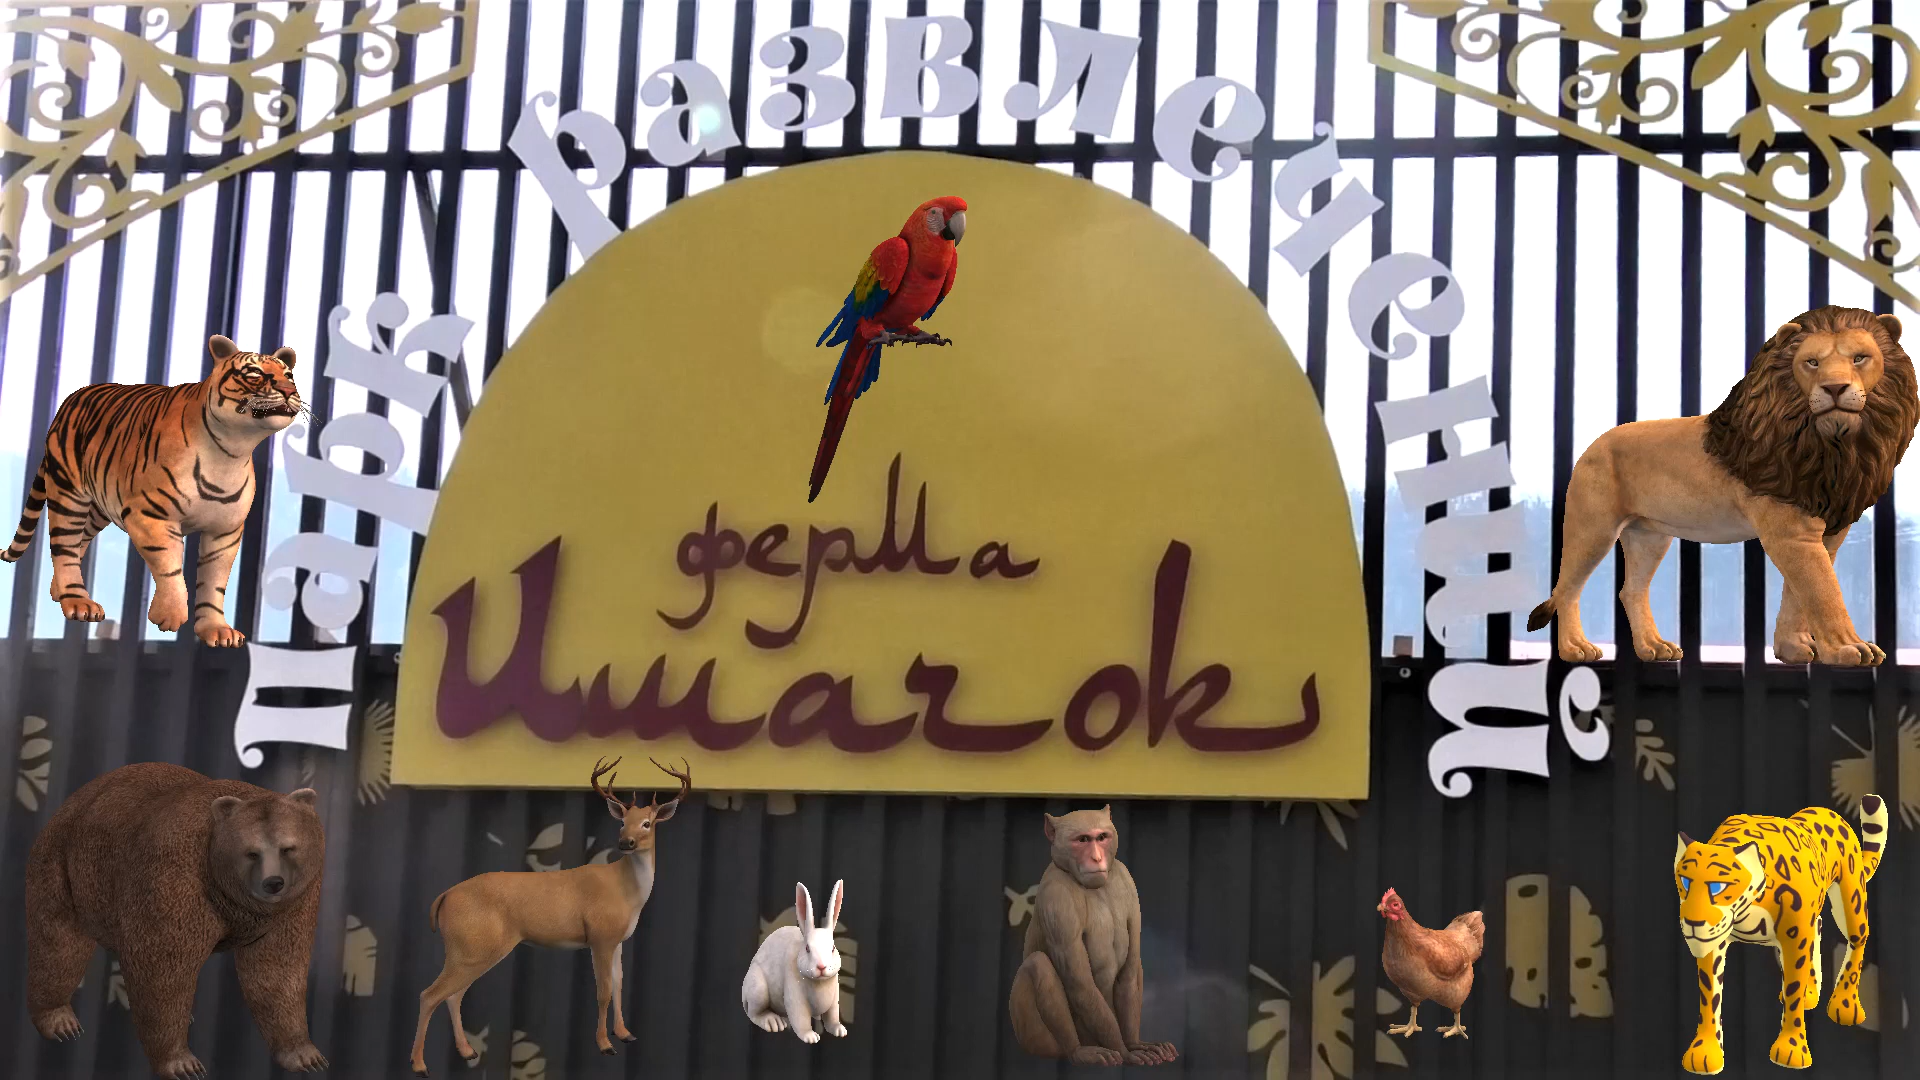 парк развлечений
ферма
Ишачок